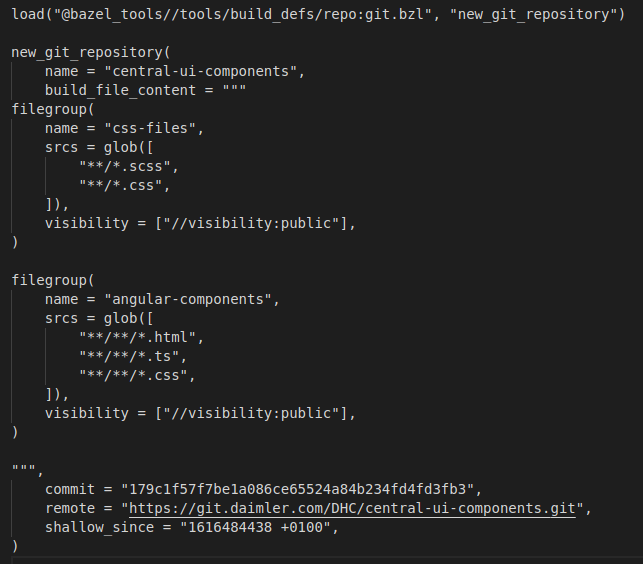 load("@bazel_tools//tools/build_defs/repo:git.bzl", "new_git_repository")

new_git_repository(
    name = "central-ui-components",
    build_file_content = """
filegroup(
    name = "css-files",
    srcs = glob([
        "**/*.scss",
        "**/*.css",
    ]),
    visibility = ["//visibility:public"],
)

filegroup(
    name = "angular-components",
    srcs = glob([
        "**/**/*.html",
        "**/**/*.ts",
        "**/**/*.css",
    ]),
    visibility = ["//visibility:public"],
)

""",
    commit = "179c1f57f7be1a086ce65524a84b234fd4fd3fb3",
    remote = "https://git.daimler.com/DHC/central-ui-components.git",
    shallow_since = "1616484438 +0100",
)